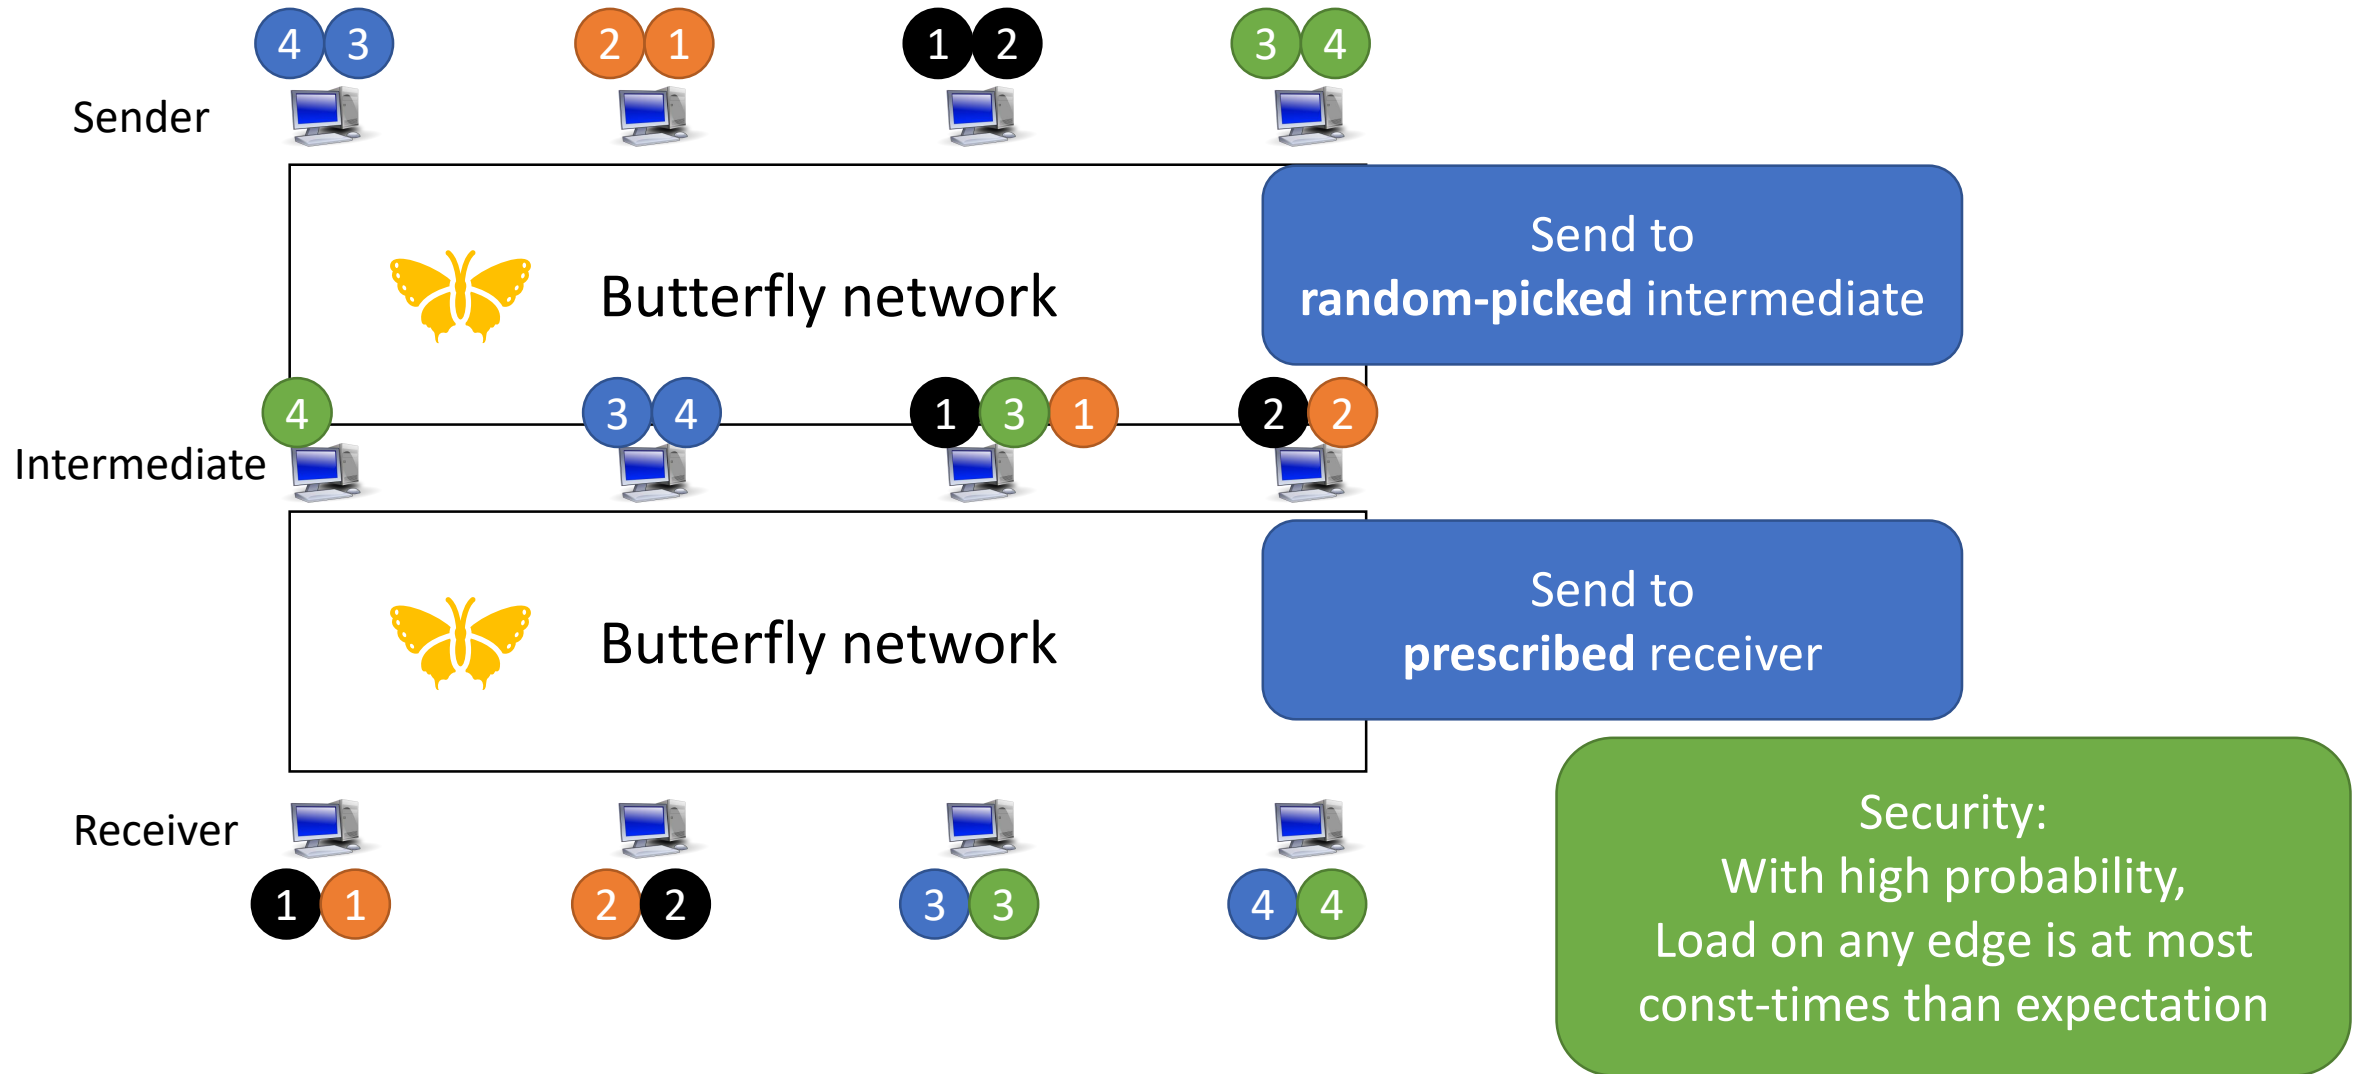 4 3 2 1 1 2 3 4
Sender
Send to
random-picked intermediate
Butterfly network
4 3 4 1 3 1 2 2
Intermediate
Send to
prescribed receiver
Butterfly network
Receiver
1 1 2 2 3 3 4 4
Security:
With high probability,
Load on any edge is at most
const-times than expectation